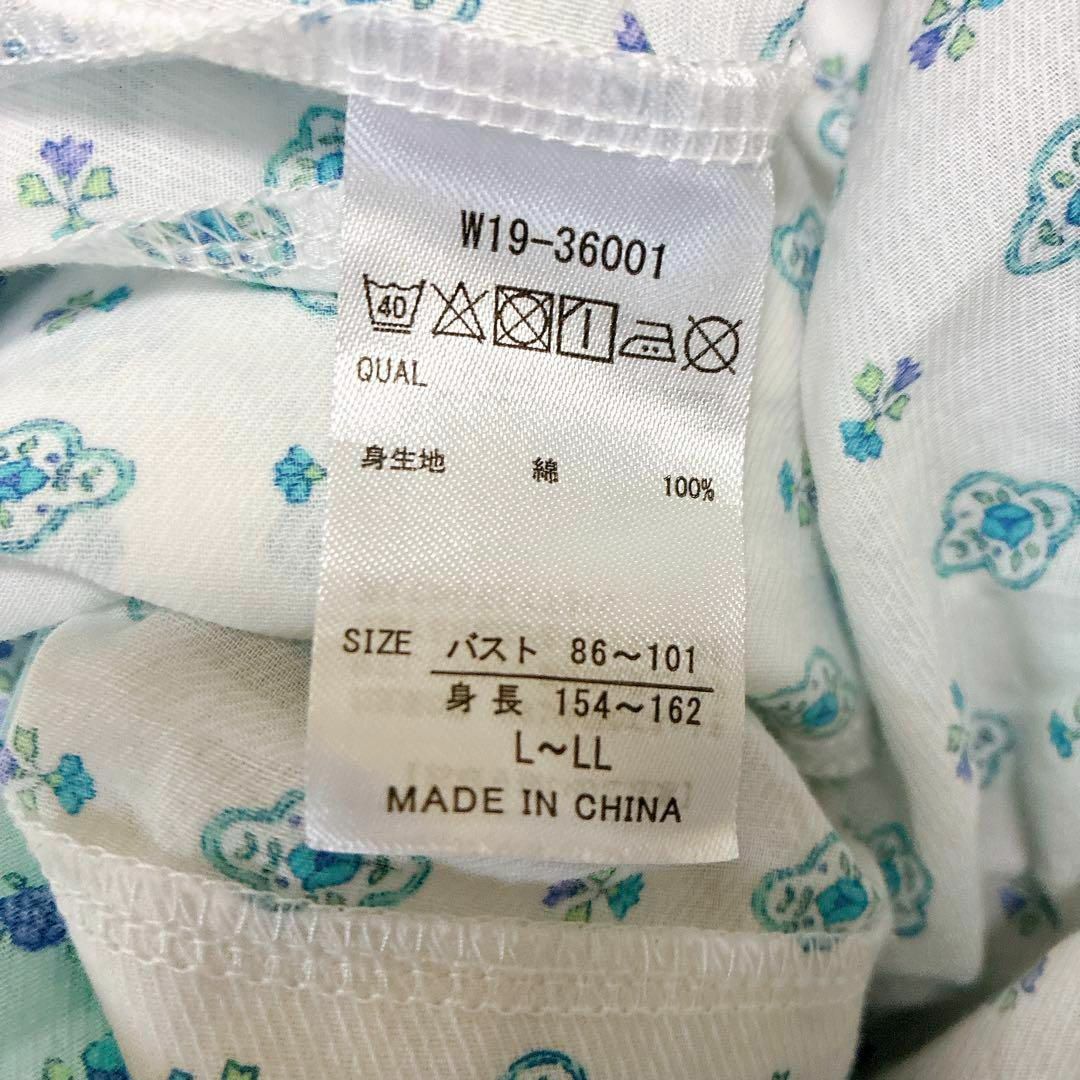 W19-36001
40
QUAL
身生地 綿 100%
SIZE バスト 86～101
身長 154～162
L～LL
MADE IN CHINA